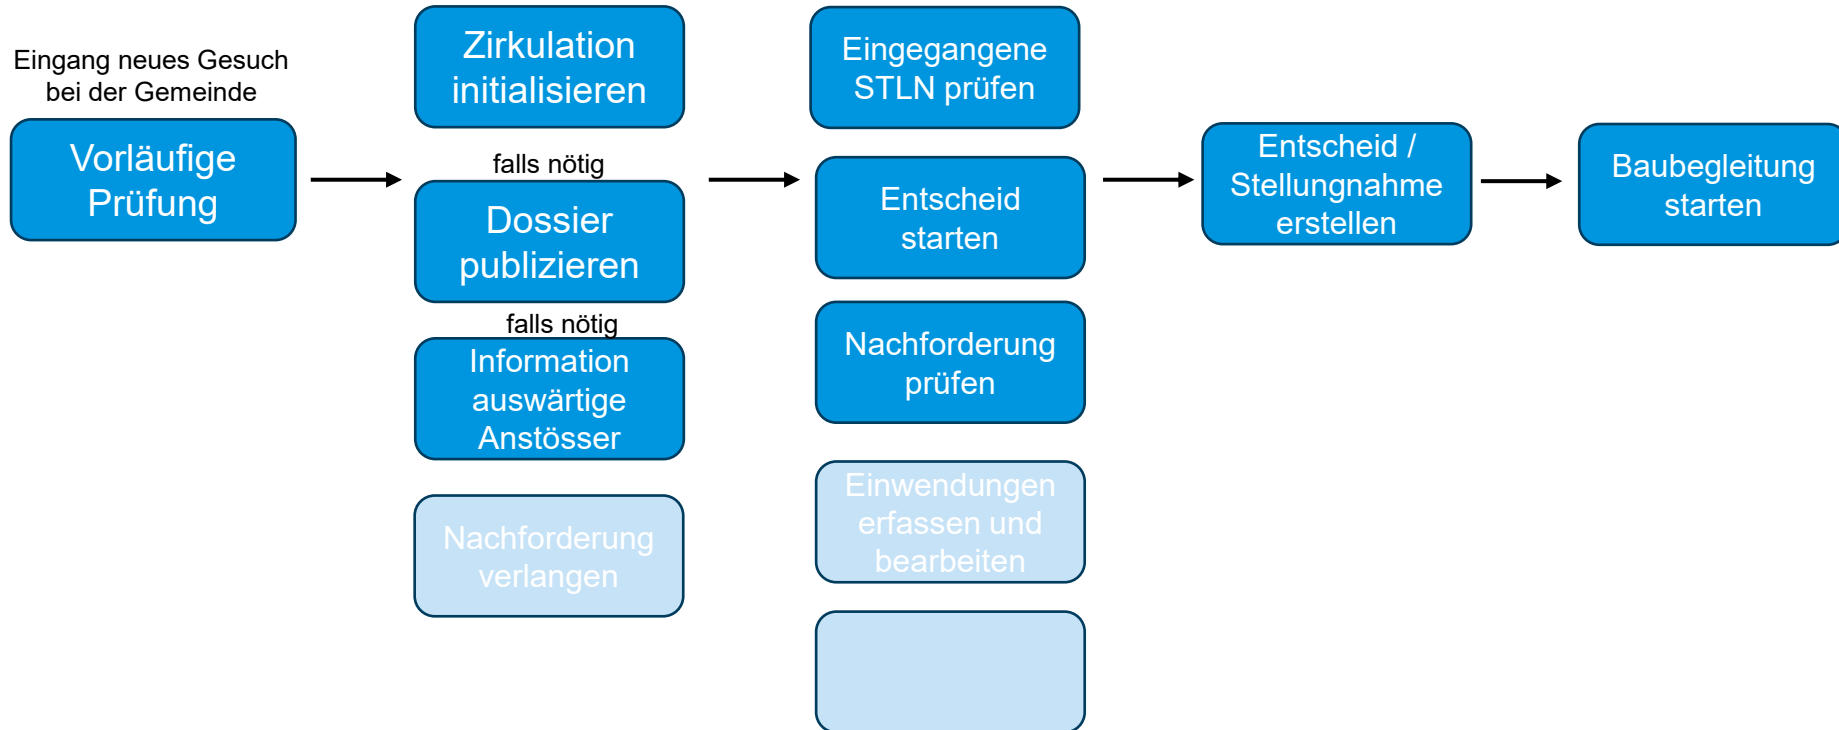 Eingang neues Gesuch
bei der Gemeinde
Vorläufige
Prüfung
Zirkulation
initialisieren
falls nötig
Dossier
publizieren
falls nötig
Information
auswärtige
Anstösser
Nachforderung
verlangen
Eingegangene
STLN prüfen
Entscheid
starten
Nachforderung
prüfen
Einwendungen
erfassen und
bearbeiten
Entscheid /
Stellungnahme
erstellen
Baubegleitung
starten